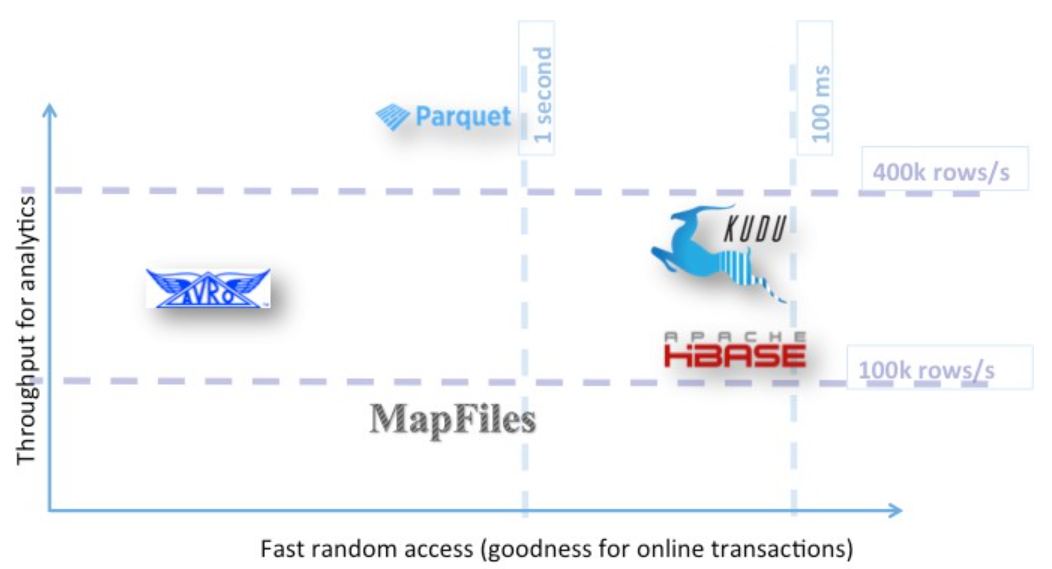 1 second
100 ms
Parquet
400k rows/s
KUDU
AVRO
APACHE
HBASE
100k rows/s
MapFiles
Throughput for analytics
Fast random access (goodness for online transactions)